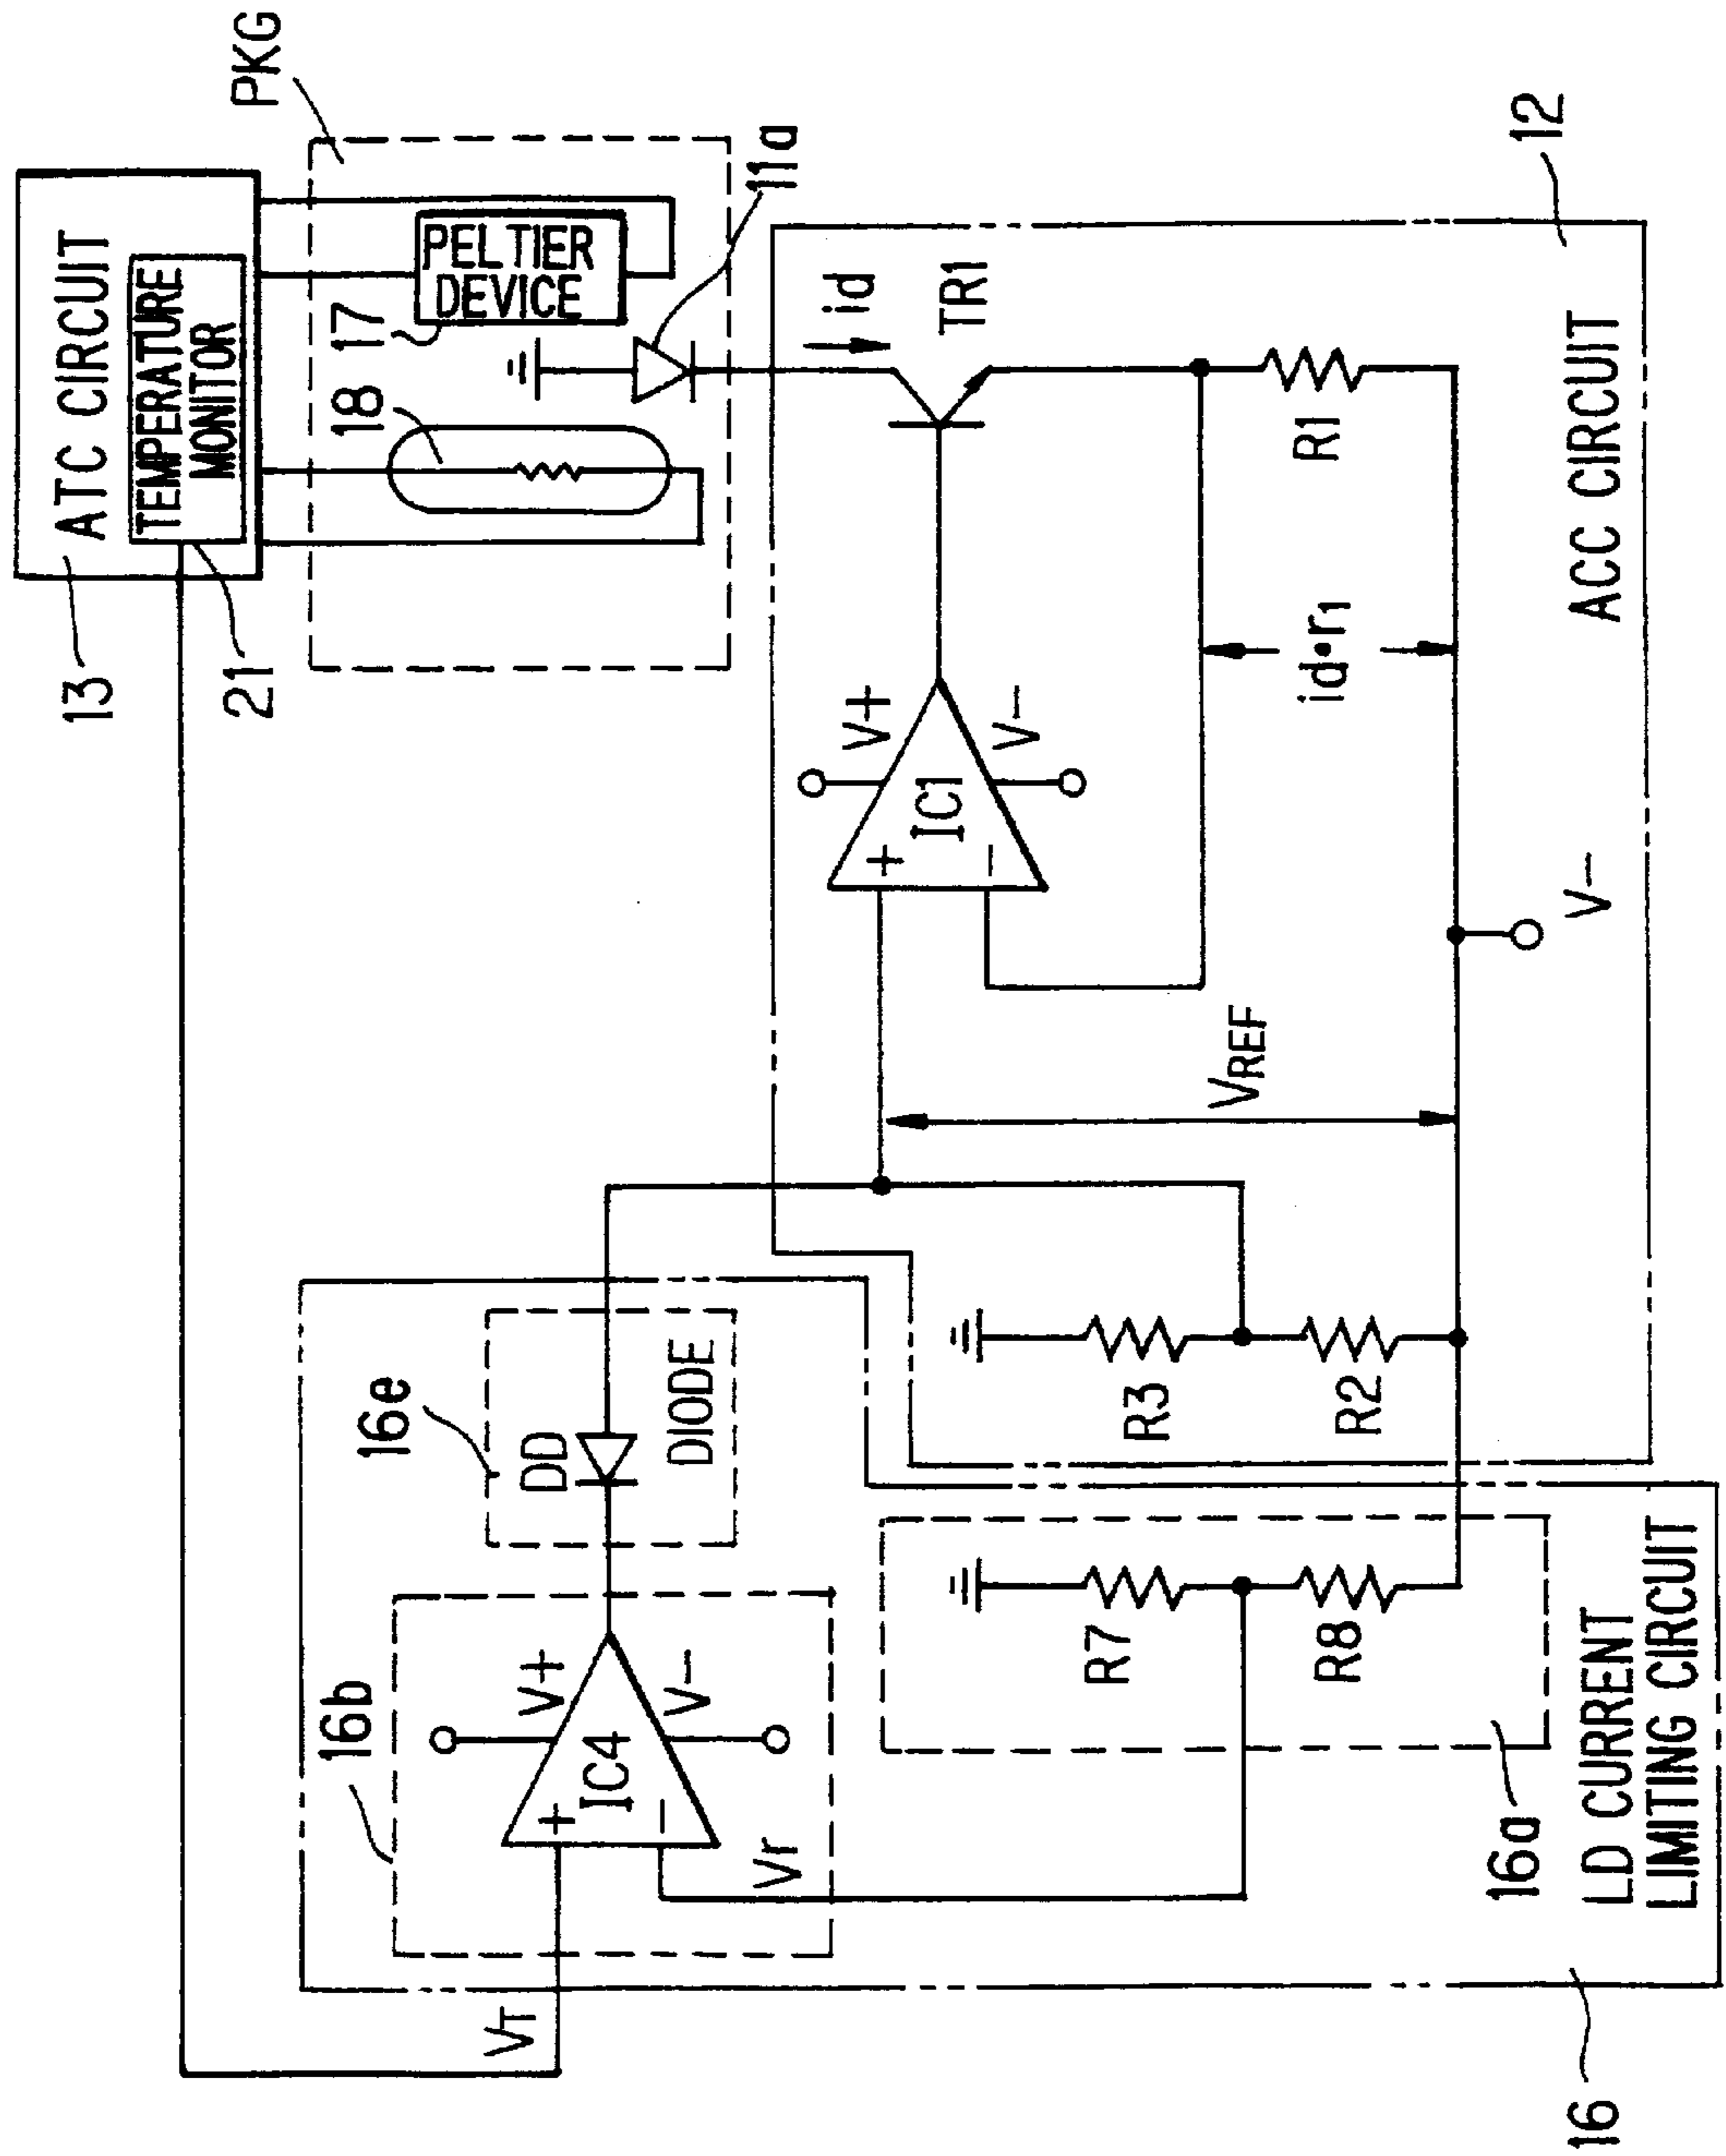 PKG
ATC CIRCUIT
TEMPERATURE
MONITOR
13
21
18
17
PELTIER
DEVICE
11a
12
id
TR1
R1
ACC CIRCUIT
id•r1
V+
V-
IC1
+
-
VREF
V-
R3
R2
16e
DD
DIODE
16b
V+
V-
IC4
+
-
Vr
VT
R7
R8
16a
LD CURRENT
LIMITING CIRCUIT
16